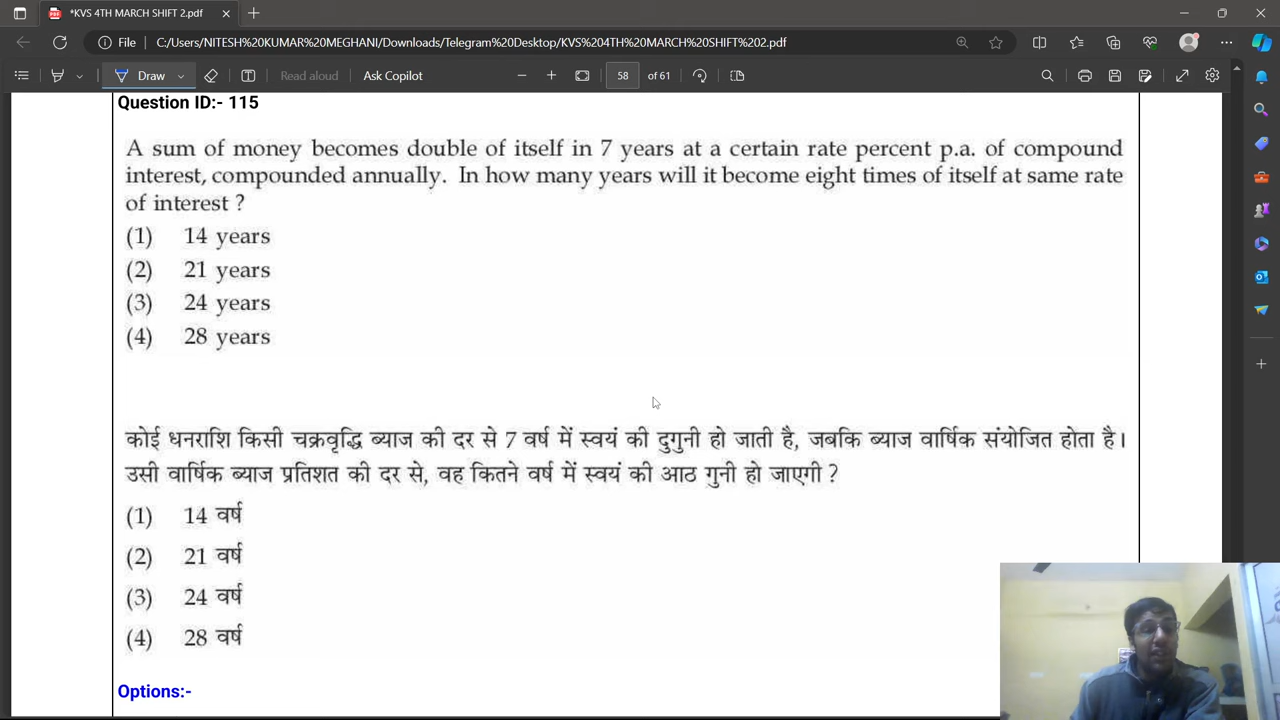 *KVS 4TH MARCH SHIFT 2.pdf
File C:/Users/NITESH%20KUMAR%20MEGHANI/Downloads/Telegram%20Desktop/KVS%204TH%20MARCH%20SHIFT%202.pdf
Draw Read aloud Ask Copilot 58 of 61
Question ID:- 115
A sum of money becomes double of itself in 7 years at a certain rate percent p.a. of compound
interest, compounded annually. In how many years will it become eight times of itself at same rate
of interest ?
(1) 14 years
(2) 21 years
(3) 24 years
(4) 28 years
कोई धनराशि किसी चक्रवृद्धि ब्याज की दर से 7 वर्ष में स्वयं की दुगुनी हो जाती है, जबकि ब्याज वार्षिक संयोजित होता है।
उसी वार्षिक ब्याज प्रतिशत की दर से, वह कितने वर्ष में स्वयं की आठ गुनी हो जाएगी ?
(1) 14 वर्ष
(2) 21 वर्ष
(3) 24 वर्ष
(4) 28 वर्ष
Options:-